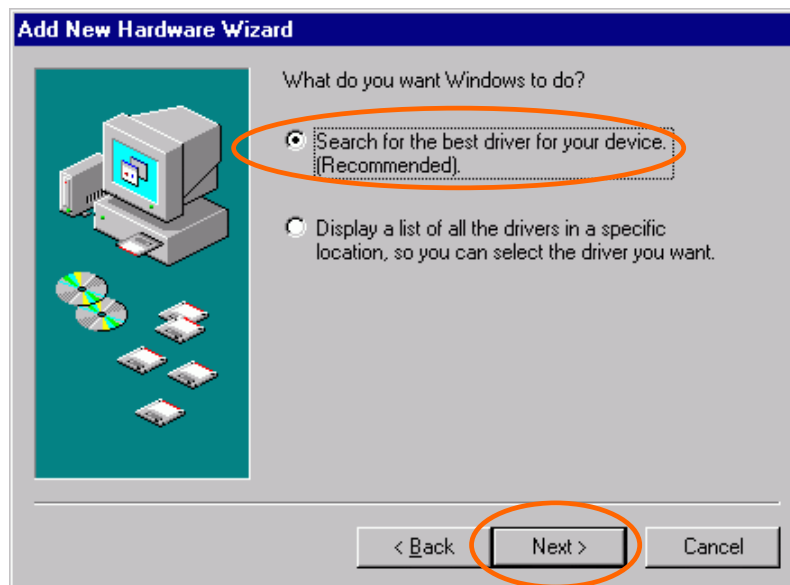 Add New Hardware Wizard
What do you want Windows to do?
Search for the best driver for your device.
(Recommended).
Display a list of all the drivers in a specific
location, so you can select the driver you want.
< Back Next > Cancel